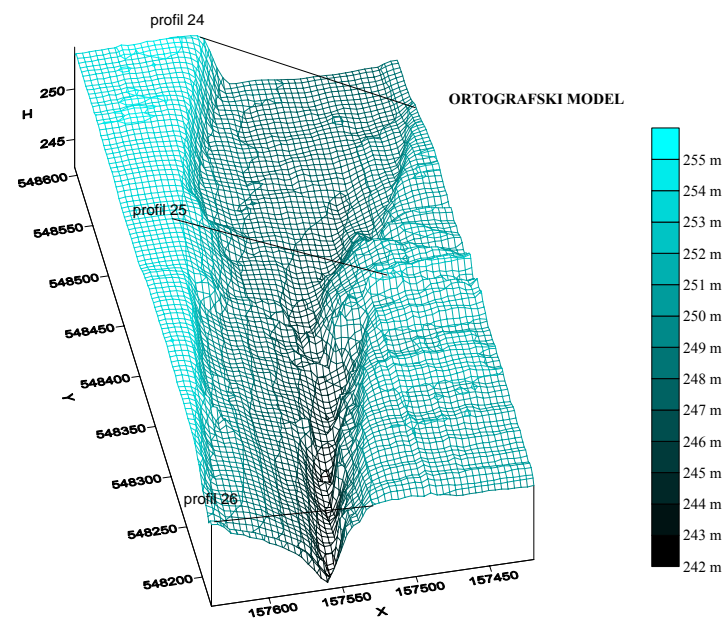 profil 24
ORTOGRAFSKI MODEL
250
H
245
548600
548550
profil 25
548500
548450
548400
Y
548350
548300
profil 26
548250
548200
157600
157550
157500
157450
X
255 m
254 m
253 m
252 m
251 m
250 m
249 m
248 m
247 m
246 m
245 m
244 m
243 m
242 m